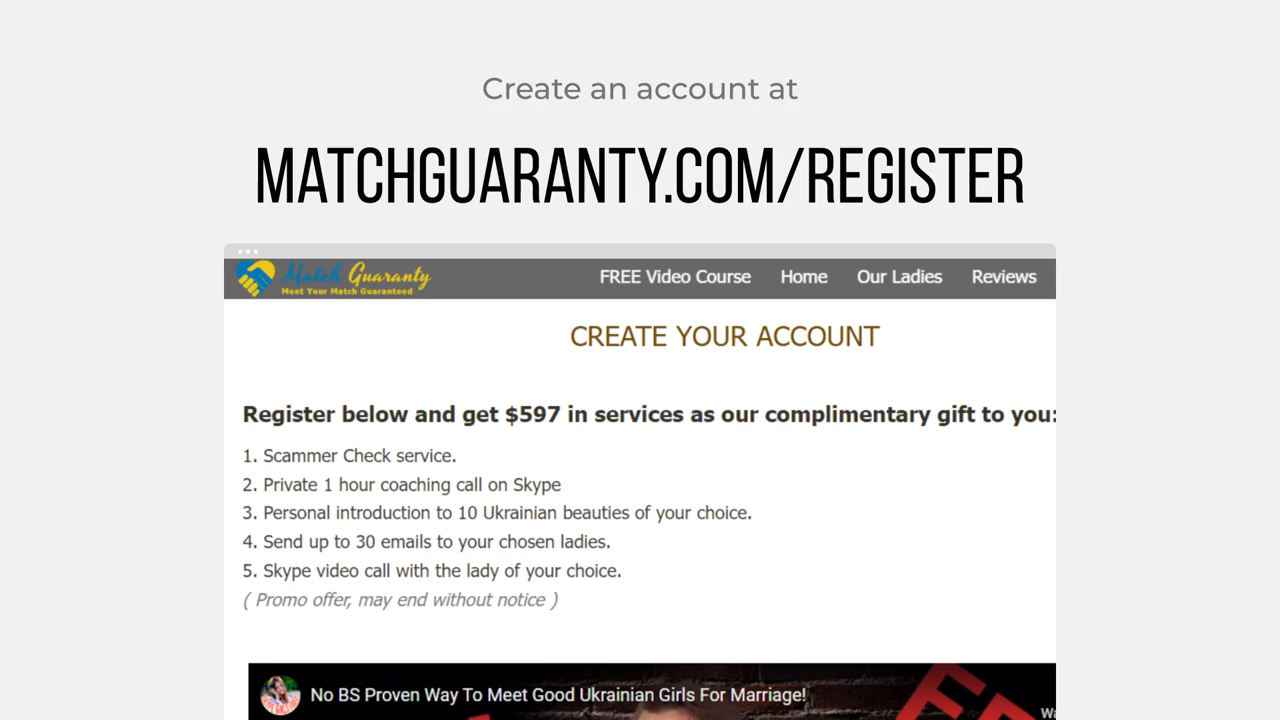 Create an account at
MATCHGUARANTY.COM/REGISTER
Match Guaranty
Meet Your Match Guaranteed
FREE Video Course Home Our Ladies Reviews
CREATE YOUR ACCOUNT
Register below and get $597 in services as our complimentary gift to you:
1. Scammer Check service.
2. Private 1 hour coaching call on Skype
3. Personal introduction to 10 Ukrainian beauties of your choice.
4. Send up to 30 emails to your chosen ladies.
5. Skype video call with the lady of your choice.
( Promo offer, may end without notice )
No BS Proven Way To Meet Good Ukrainian Girls For Marriage!